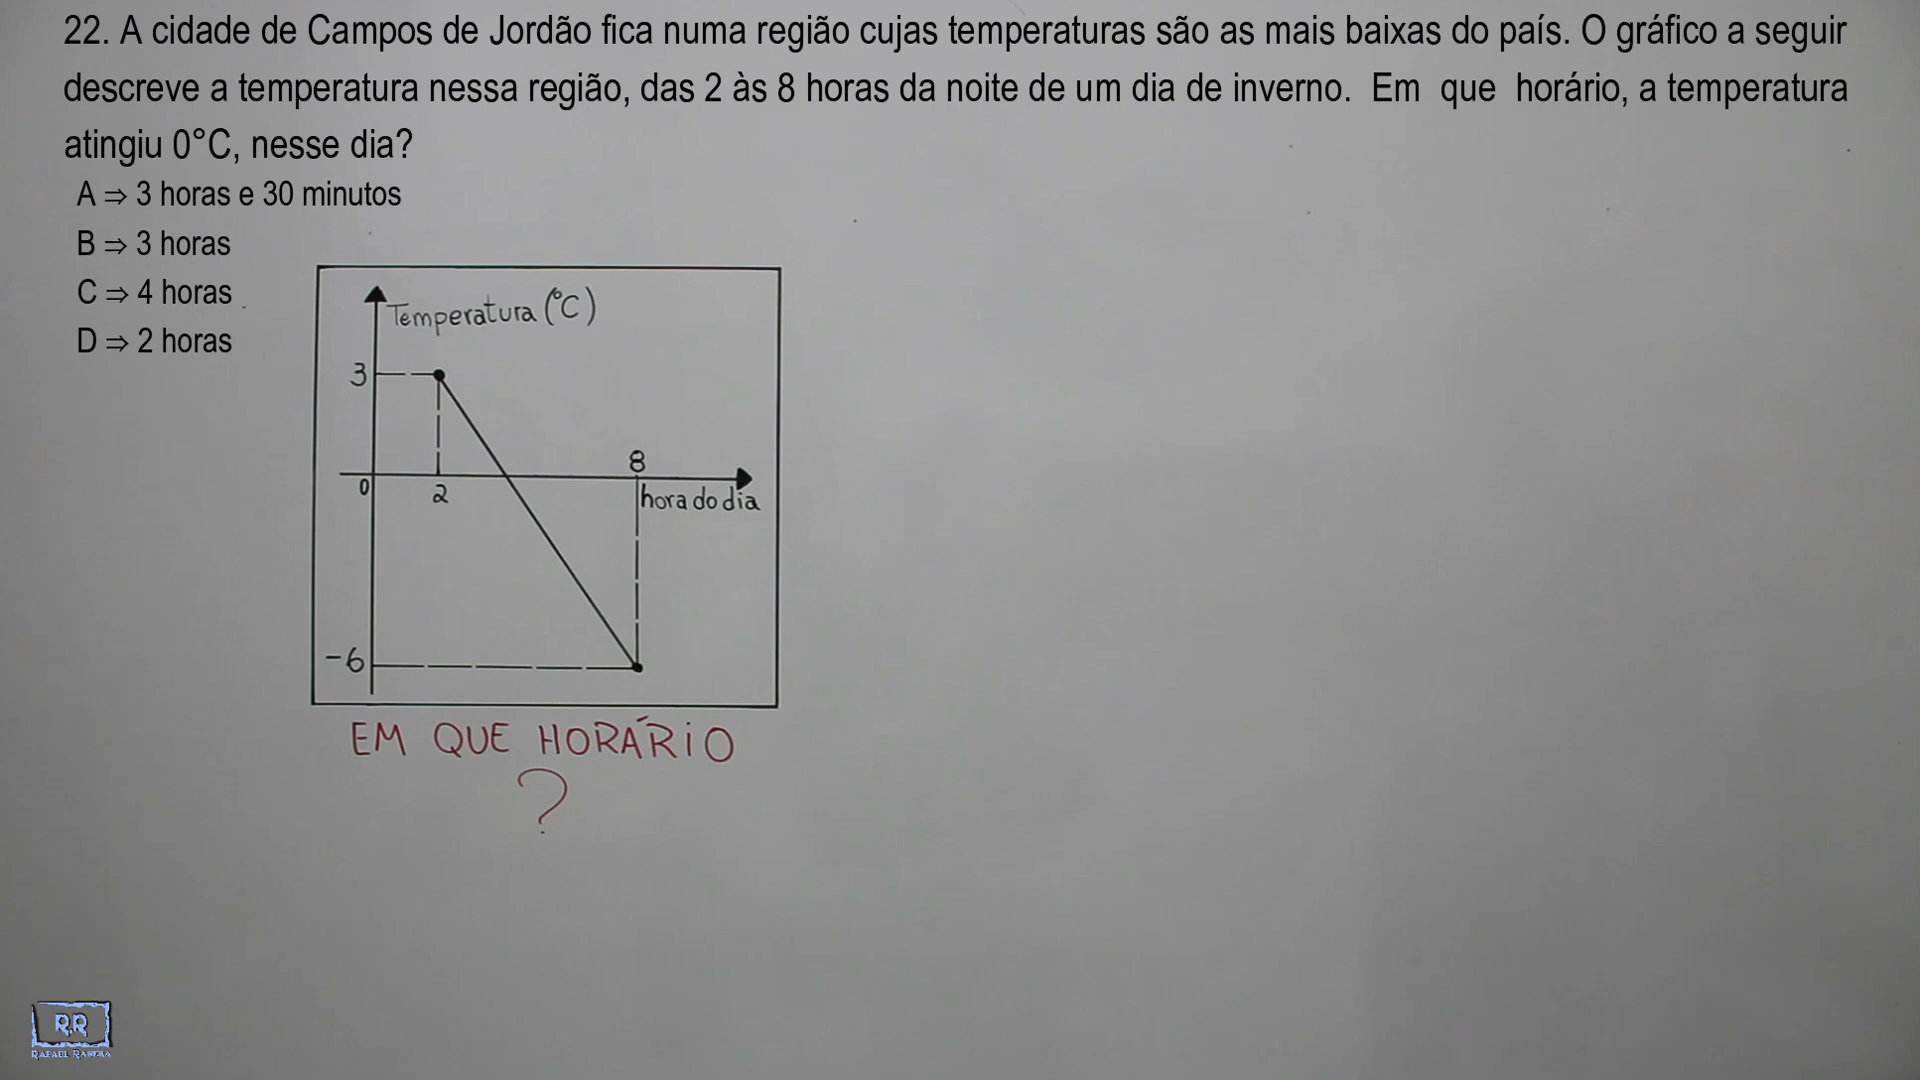 22. A cidade de Campos de Jordão fica numa região cujas temperaturas são as mais baixas do país. O gráfico a seguir
descreve a temperatura nessa região, das 2 às 8 horas da noite de um dia de inverno. Em que horário, a temperatura
atingiu 0°C, nesse dia?
A ⇒ 3 horas e 30 minutos
B ⇒ 3 horas
C ⇒ 4 horas
D ⇒ 2 horas
Temperatura (°C)
3
8
0
2
hora do dia
-6
EM QUE HORÁRIO
?
R.R